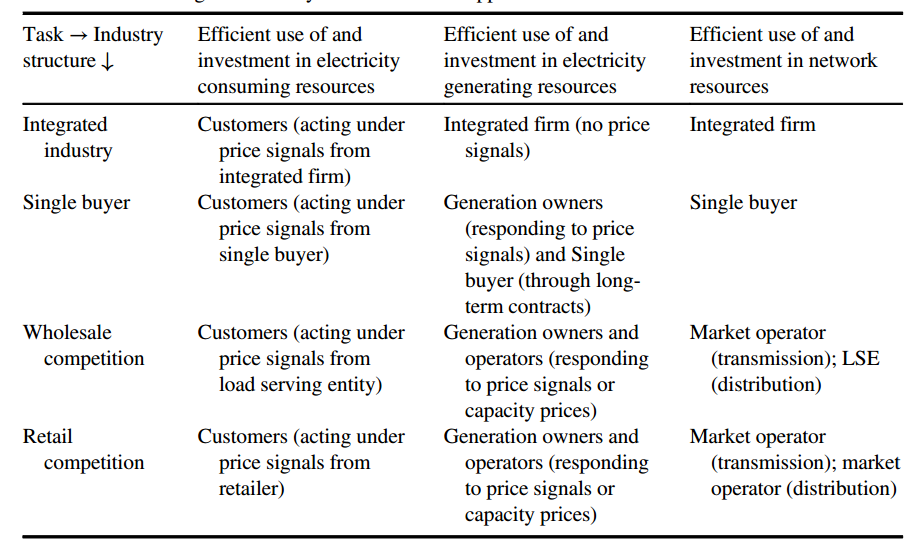 Task → Industry structure ↓ | Efficient use of and investment in electricity consuming resources | Efficient use of and investment in electricity generating resources | Efficient use of and investment in network resources
Integrated industry | Customers (acting under price signals from integrated firm) | Integrated firm (no price signals) | Integrated firm
Single buyer | Customers (acting under price signals from single buyer) | Generation owners (responding to price signals) and Single buyer (through long-term contracts) | Single buyer
Wholesale competition | Customers (acting under price signals from load serving entity) | Generation owners and operators (responding to price signals or capacity prices) | Market operator (transmission); LSE (distribution)
Retail competition | Customers (acting under price signals from retailer) | Generation owners and operators (responding to price signals or capacity prices) | Market operator (transmission); market operator (distribution)